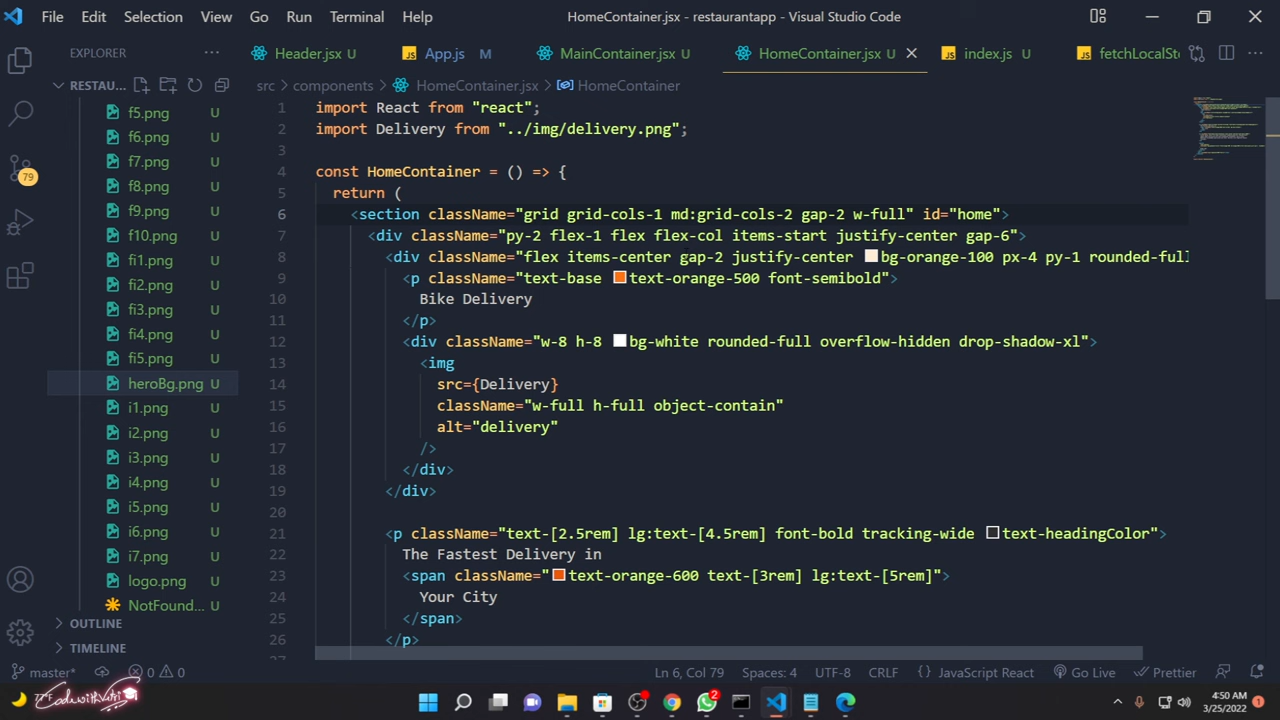 File Edit Selection View Go Run Terminal Help HomeContainer.jsx - restaurantapp - Visual Studio Code
EXPLORER ··· Header.jsx U App.js M MainContainer.jsx U HomeContainer.jsx U index.js U fetchLocalSt
RESTAU... src > components > HomeContainer.jsx > HomeContainer
f5.png U
f6.png U
f7.png U
f8.png U
f9.png U
f10.png U
fi1.png U
fi2.png U
fi3.png U
fi4.png U
fi5.png U
heroBg.png U
i1.png U
i2.png U
i3.png U
i4.png U
i5.png U
i6.png U
i7.png U
logo.png U
NotFound... U
OUTLINE
TIMELINE
79
1 import React from "react";
2 import Delivery from "../img/delivery.png";
3
4 const HomeContainer = () => {
5 return (
6 <section className="grid grid-cols-1 md:grid-cols-2 gap-2 w-full" id="home">
7 <div className="py-2 flex-1 flex flex-col items-start justify-center gap-6">
8 <div className="flex items-center gap-2 justify-center bg-orange-100 px-4 py-1 rounded-full
9 <p className="text-base text-orange-500 font-semibold">
10 Bike Delivery
11 </p>
12 <div className="w-8 h-8 bg-white rounded-full overflow-hidden drop-shadow-xl">
13 <img
14 src={Delivery}
15 className="w-full h-full object-contain"
16 alt="delivery"
17 />
18 </div>
19 </div>
20
21 <p className="text-[2.5rem] lg:text-[4.5rem] font-bold tracking-wide text-headingColor">
22 The Fastest Delivery in
23 <span className="text-orange-600 text-[3rem] lg:text-[5rem]">
24 Your City
25 </span>
26 </p>
master* 0 0 Ln 6, Col 79 Spaces: 4 UTF-8 CRLF {} JavaScript React Go Live Prettier
2
4:50 AM
3/25/2022
1